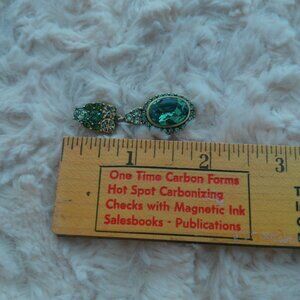 1 2 3
One Time Carbon Forms
Hot Spot Carbonizing
Checks with Magnetic Ink
Salesbooks - Publications